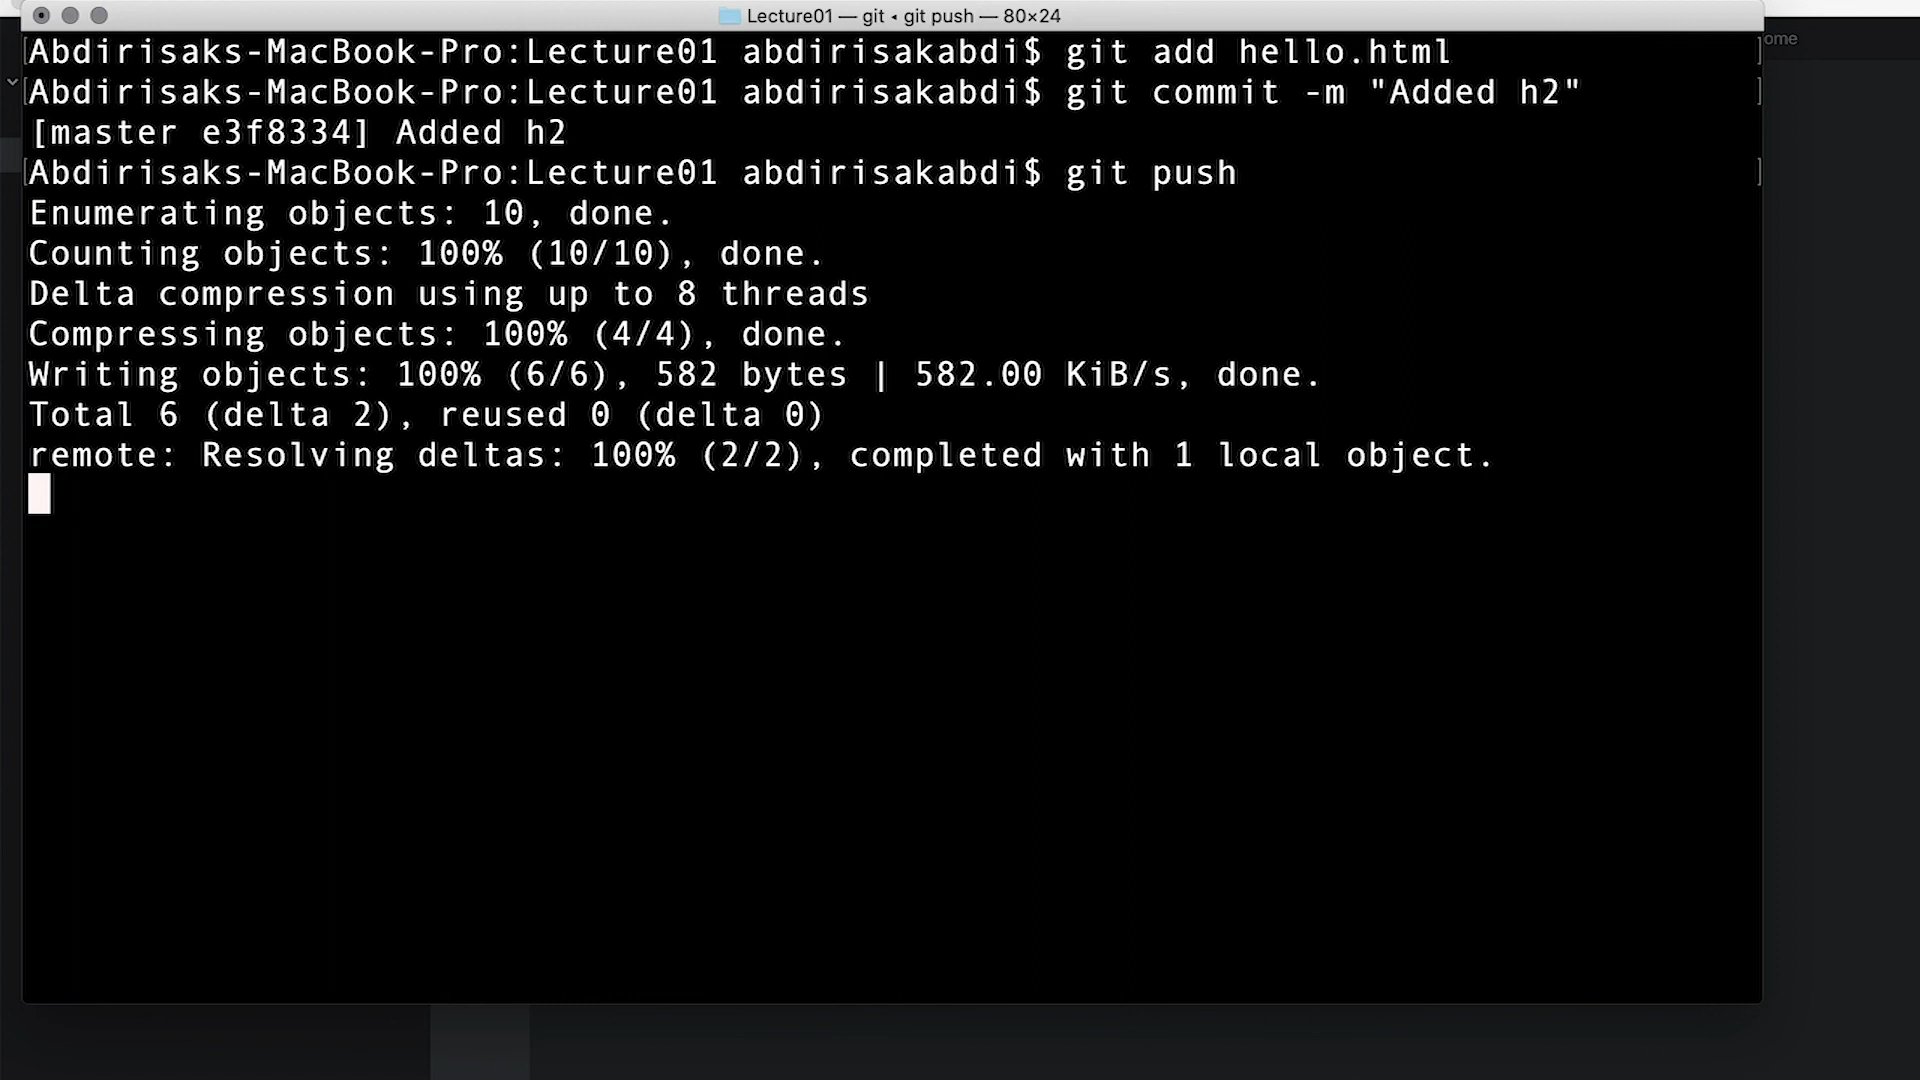 Lecture01 — git ◂ git push — 80×24
ome
Abdirisaks-MacBook-Pro:Lecture01 abdirisakabdi$ git add hello.html
Abdirisaks-MacBook-Pro:Lecture01 abdirisakabdi$ git commit -m "Added h2"
[master e3f8334] Added h2
Abdirisaks-MacBook-Pro:Lecture01 abdirisakabdi$ git push
Enumerating objects: 10, done.
Counting objects: 100% (10/10), done.
Delta compression using up to 8 threads
Compressing objects: 100% (4/4), done.
Writing objects: 100% (6/6), 582 bytes | 582.00 KiB/s, done.
Total 6 (delta 2), reused 0 (delta 0)
remote: Resolving deltas: 100% (2/2), completed with 1 local object.